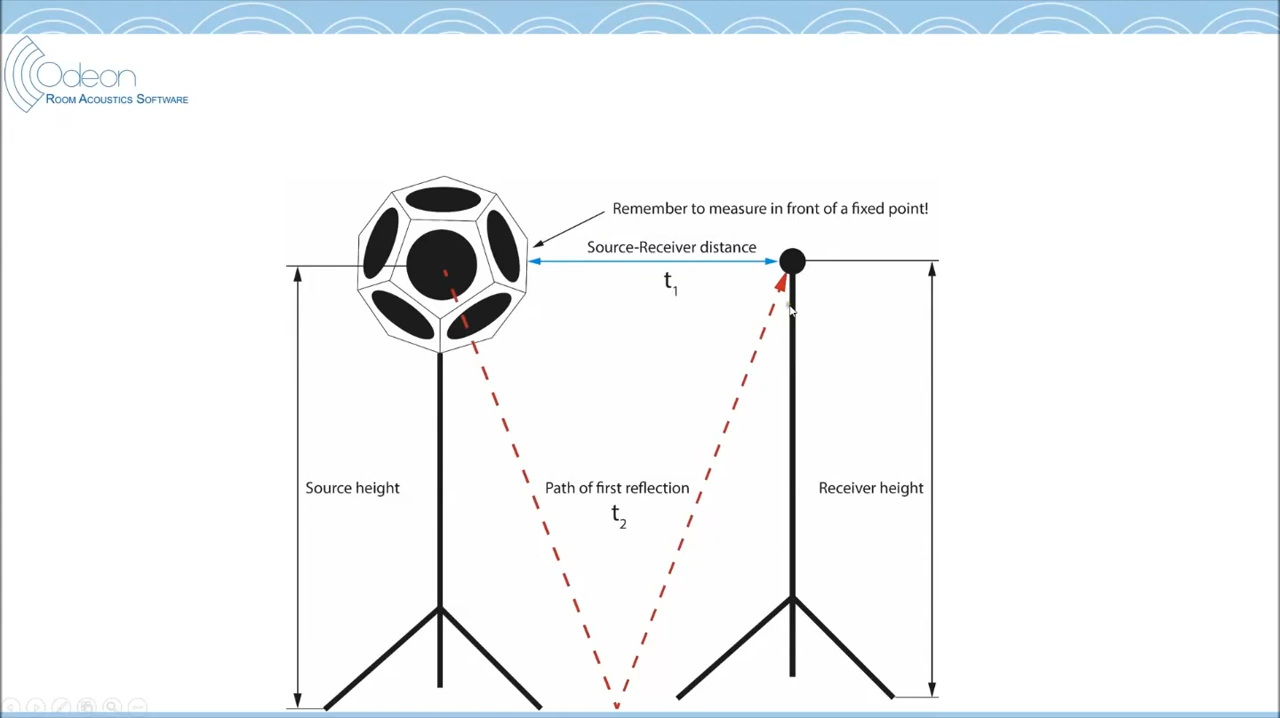 Odeon
ROOM ACOUSTICS SOFTWARE
Remember to measure in front of a fixed point!
Source-Receiver distance
t1
Source height
Path of first reflection
t2
Receiver height